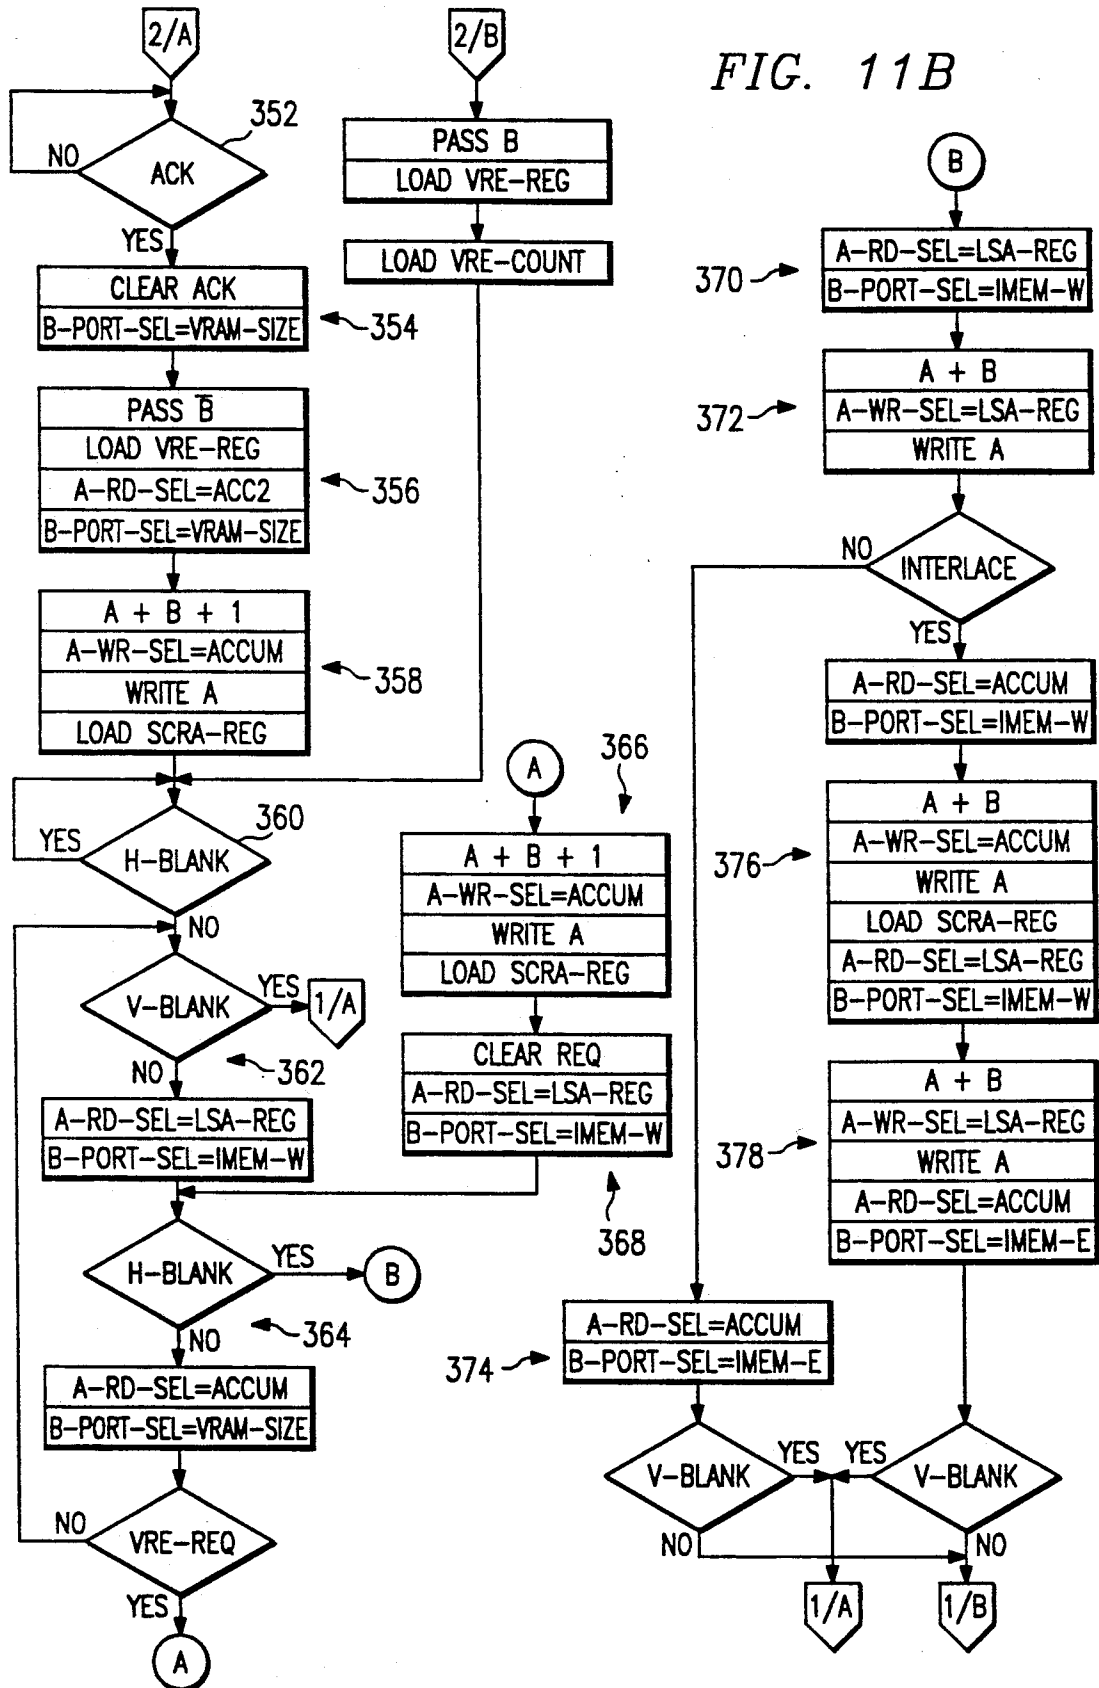 FIG. 11B
2/A
352
ACK
NO
YES
CLEAR ACK
B-PORT-SEL=VRAM-SIZE
354
PASS B̅
LOAD VRE-REG
A-RD-SEL=ACC2
B-PORT-SEL=VRAM-SIZE
356
A + B + 1
A-WR-SEL=ACCUM
WRITE A
LOAD SCRA-REG
358
2/B
PASS B
LOAD VRE-REG
LOAD VRE-COUNT
360
YES
H-BLANK
NO
V-BLANK
YES
1/A
NO
362
A-RD-SEL=LSA-REG
B-PORT-SEL=IMEM-W
H-BLANK
YES
B
NO
364
A-RD-SEL=ACCUM
B-PORT-SEL=VRAM-SIZE
NO
VRE-REQ
YES
A
A
366
A + B + 1
A-WR-SEL=ACCUM
WRITE A
LOAD SCRA-REG
CLEAR REQ
A-RD-SEL=LSA-REG
B-PORT-SEL=IMEM-W
368
B
370
A-RD-SEL=LSA-REG
B-PORT-SEL=IMEM-W
372
A + B
A-WR-SEL=LSA-REG
WRITE A
NO
INTERLACE
YES
A-RD-SEL=ACCUM
B-PORT-SEL=IMEM-W
376
A + B
A-WR-SEL=ACCUM
WRITE A
LOAD SCRA-REG
A-RD-SEL=LSA-REG
B-PORT-SEL=IMEM-W
378
A + B
A-WR-SEL=LSA-REG
WRITE A
A-RD-SEL=ACCUM
B-PORT-SEL=IMEM-E
374
A-RD-SEL=ACCUM
B-PORT-SEL=IMEM-E
V-BLANK
YES
YES
V-BLANK
NO
NO
1/A
1/B